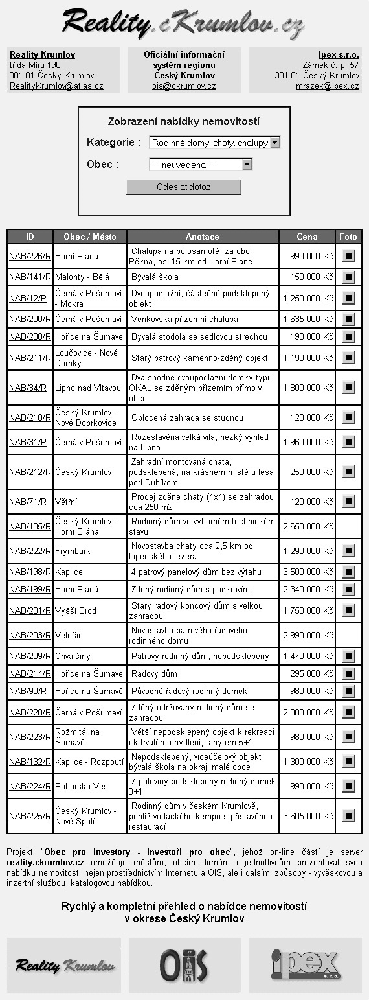 Reality.cKrumlov.cz
Reality Krumlov
třída Míru 190
381 01 Český Krumlov
RealityKrumlov@atlas.cz
Oficiální informační
systém regionu
Český Krumlov
ois@ckrumlov.cz
Ipex s.r.o.
Zámek č. p. 57
381 01 Český Krumlov
mrazek@ipex.cz
Zobrazení nabídky nemovitostí
Kategorie : Rodinné domy, chaty, chalupy
Obec : --- neuvedena ---
Odeslat dotaz
ID Obec / Město Anotace Cena Foto
NAB/226/R Horní Planá Chalupa na polosamotě, za obcí
Pěkná, asi 15 km od Horní Plané 990 000 Kč
NAB/141/R Malonty - Bělá Bývalá škola 150 000 Kč
NAB/12/R Černá v Pošumaví
- Mokrá Dvoupodlažní, částečně podsklepený
objekt 1 250 000 Kč
NAB/200/R Černá v Pošumaví Venkovská přízemní chalupa 1 635 000 Kč
NAB/208/R Hořice na Šumavě Bývalá stodola se sedlovou střechou 190 000 Kč
NAB/211/R Loučovice - Nové
Domky Starý patrový kamenno-zděný objekt 1 190 000 Kč
NAB/34/R Lipno nad Vltavou Dva shodné dvoupodlažní domky typu
OKAL se zděným přízemím přímo v
obci 1 800 000 Kč
NAB/218/R Český Krumlov -
Nové Dobrkovice Oplocená zahrada se studnou 120 000 Kč
NAB/31/R Černá v Pošumaví Rozestavěná velká vila, hezký výhled
na Lipno 1 960 000 Kč
NAB/212/R Český Krumlov Zahradní montovaná chata,
podsklepená, na krásném místě u lesa
pod Dubíkem 250 000 Kč
NAB/71/R Větřní Prodej zděné chaty (4x4) se zahradou
cca 250 m2 120 000 Kč
NAB/185/R Český Krumlov -
Horní Brána Rodinný dům ve výborném technickém
stavu 2 650 000 Kč
NAB/222/R Frymburk Novostavba chaty cca 2,5 km od
Lipenského jezera 1 290 000 Kč
NAB/198/R Kaplice 4 patrový panelový dům bez výtahu 3 500 000 Kč
NAB/199/R Horní Planá Zděný rodinný dům s podkrovím 2 340 000 Kč
NAB/201/R Vyšší Brod Starý řadový koncový dům s velkou
zahradou 1 750 000 Kč
NAB/203/R Velešín Novostavba patrového řadového
rodinného domu 2 990 000 Kč
NAB/209/R Chvalšiny Patrový rodinný dům, nepodsklepený 1 470 000 Kč
NAB/214/R Hořice na Šumavě Řadový dům 295 000 Kč
NAB/90/R Hořice na Šumavě Původně řadový rodinný domek 980 000 Kč
NAB/220/R Černá v Pošumaví Zděný udržovaný rodinný dům se
zahradou 2 080 000 Kč
NAB/223/R Rožmitál na
Šumavě Větší nepodsklepený objekt k rekreaci
i k trvalému bydlení, s bytem 5+1 980 000 Kč
NAB/132/R Kaplice - Rozpoutí Nepodsklepený, víceúčelový objekt,
bývalá škola na okraji malé obce 1 300 000 Kč
NAB/224/R Pohorská Ves Z poloviny podsklepený rodinný domek
3+1 990 000 Kč
NAB/225/R Český Krumlov -
Nové Spolí Rodinný dům v českém Krumlově,
poblíž vodáckého kempu s přistavěnou
restaurací 3 605 000 Kč
Projekt "Obec pro investory - investoři pro obec", jehož on-line částí je server
reality.ckrumlov.cz umožňuje městům, obcím, firmám i jednotlivcům prezentovat svou
nabídku nemovitosti nejen prostřednictvím Internetu a OIS, ale i dalšími způsoby - vývěskovou a
inzertní službou, katalogovou nabídkou.
Rychlý a kompletní přehled o nabídce nemovitostí
v okrese Český Krumlov
Reality Krumlov
OIS
ipex
s.r.o.